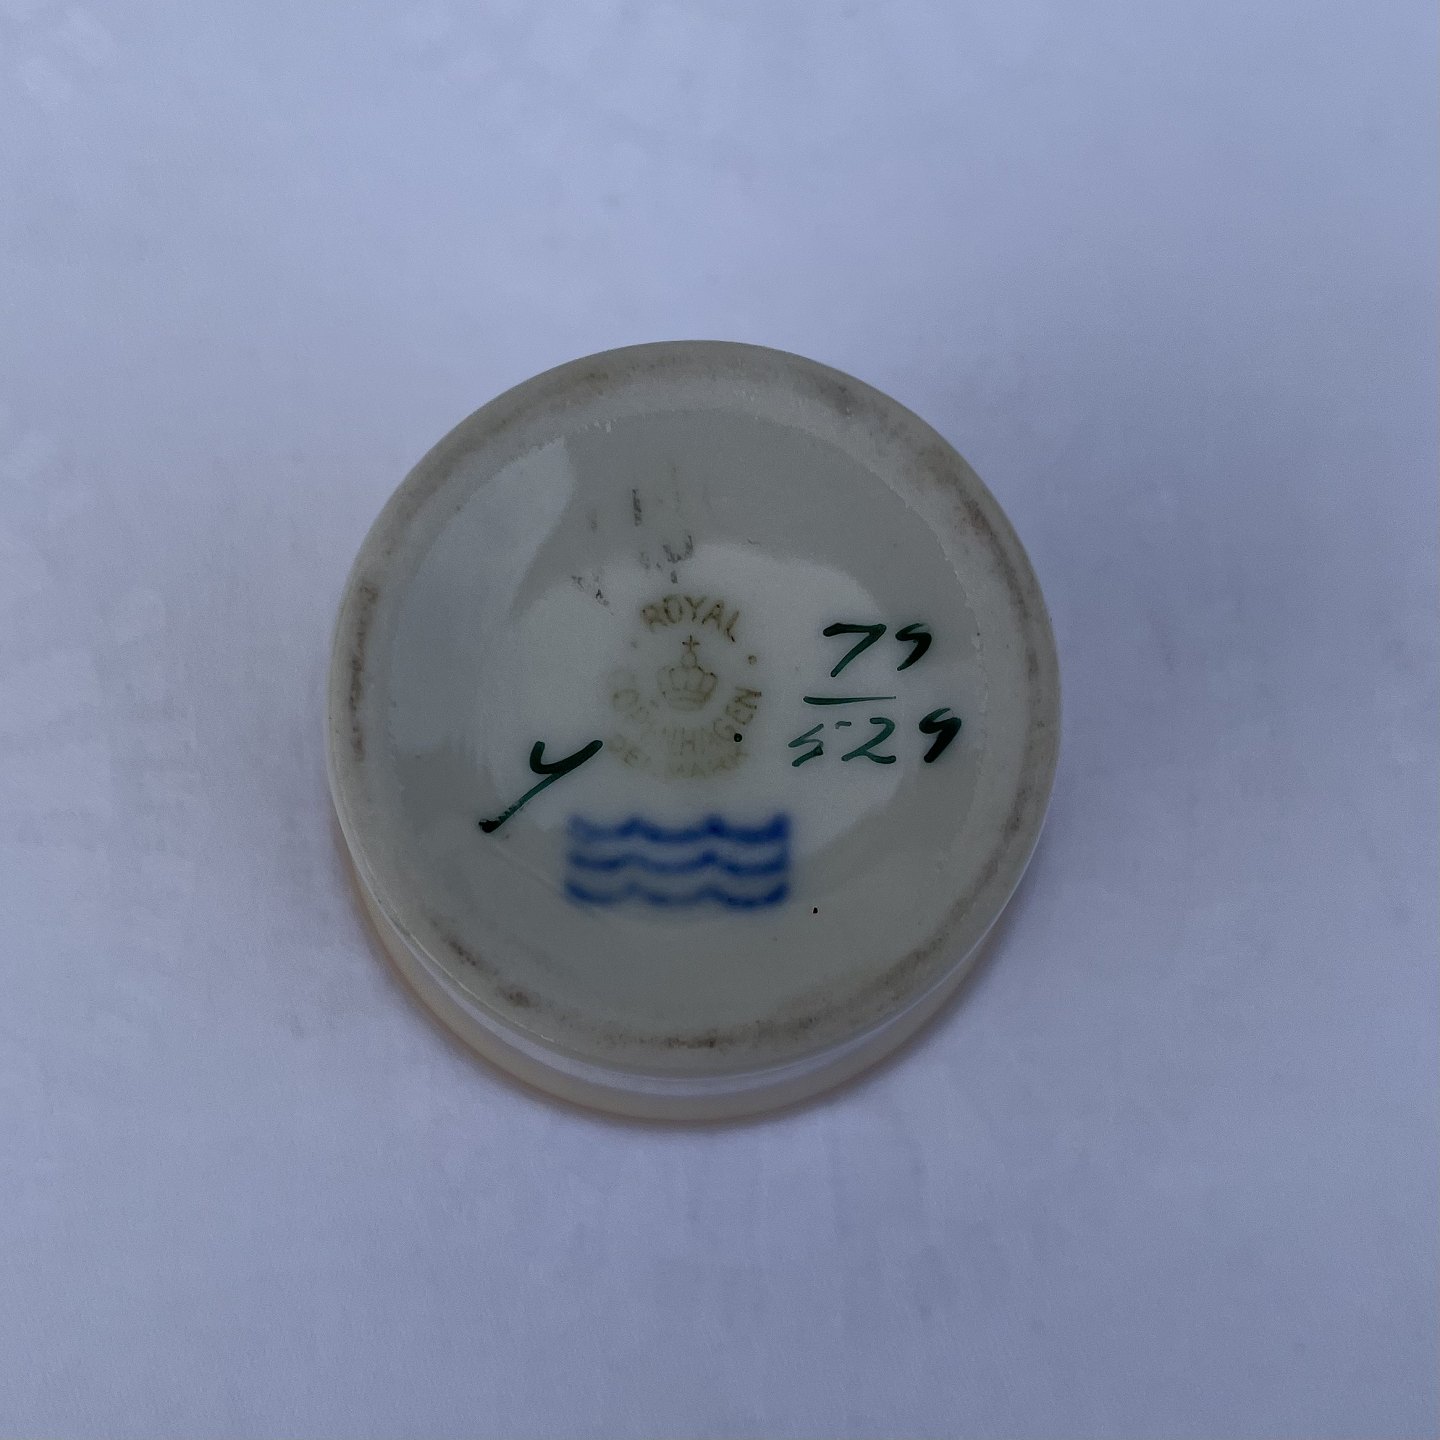 ROYAL
COPENHAGEN
DENMARK
79
529
y